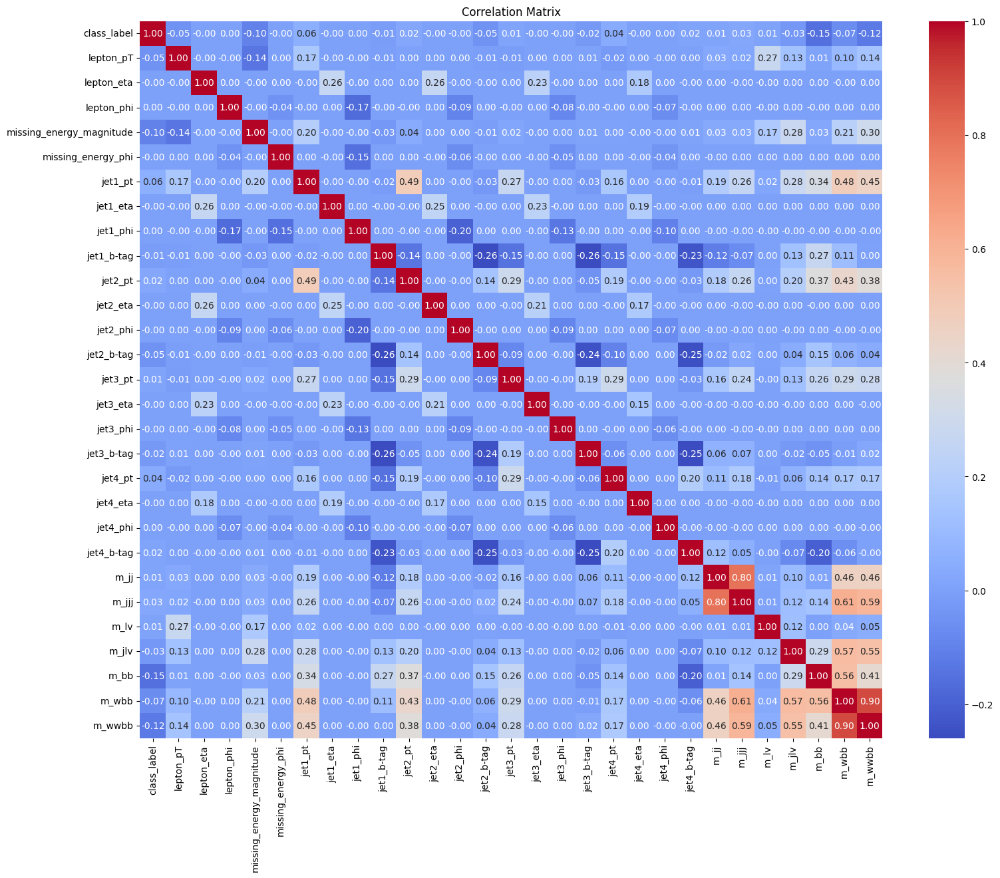 Correlation Matrix
class_label 1.00 -0.05 -0.00 0.00 -0.10 -0.00 0.06 -0.00 0.00 -0.01 0.02 -0.00 -0.00 -0.05 0.01 -0.00 -0.00 -0.02 0.04 -0.00 0.00 0.02 0.01 0.03 0.01 -0.03 -0.15 -0.07 -0.12
lepton_pT -0.05 1.00 -0.00 -0.00 -0.14 0.00 0.17 -0.00 -0.00 -0.01 0.00 0.00 0.00 -0.01 -0.01 0.00 0.00 0.01 -0.02 -0.00 0.00 0.00 0.03 0.02 0.27 0.13 0.01 0.10 0.14
lepton_eta -0.00 -0.00 1.00 0.00 -0.00 0.00 -0.00 0.26 -0.00 0.00 0.00 0.26 0.00 0.00 0.00 0.23 -0.00 0.00 0.00 0.18 0.00 -0.00 -0.00 -0.00 -0.00 0.00 0.00 -0.00 0.00
lepton_phi 0.00 -0.00 0.00 1.00 -0.00 -0.04 -0.00 0.00 -0.17 -0.00 -0.00 0.00 -0.09 0.00 -0.00 0.00 -0.08 0.00 -0.00 0.00 -0.07 0.00 0.00 0.00 -0.00 0.00 0.00 0.00 0.00
missing_energy_magnitude -0.10 -0.14 -0.00 -0.00 1.00 -0.00 0.20 -0.00 -0.00 -0.03 0.04 0.00 0.00 -0.01 0.02 -0.00 0.00 0.01 -0.00 -0.00 -0.00 0.01 0.03 0.03 0.17 0.28 0.03 0.21 0.30
missing_energy_phi -0.00 0.00 0.00 -0.04 -0.00 1.00 0.00 -0.00 -0.15 0.00 0.00 -0.00 -0.06 -0.00 0.00 -0.00 -0.05 0.00 0.00 -0.00 -0.04 0.00 -0.00 -0.00 0.00 0.00 0.00 0.00 0.00
jet1_pt 0.06 0.17 -0.00 -0.00 0.20 0.00 1.00 -0.00 -0.00 -0.02 0.49 0.00 -0.00 -0.03 0.27 -0.00 0.00 -0.03 0.16 -0.00 -0.00 -0.01 0.19 0.26 0.02 0.28 0.34 0.48 0.45
jet1_eta -0.00 -0.00 0.26 0.00 -0.00 -0.00 -0.00 1.00 0.00 -0.00 -0.00 0.25 -0.00 0.00 0.00 0.23 -0.00 -0.00 -0.00 0.19 -0.00 0.00 0.00 0.00 -0.00 0.00 0.00 0.00 0.00
jet1_phi 0.00 -0.00 -0.00 -0.17 -0.00 -0.15 -0.00 0.00 1.00 0.00 -0.00 -0.00 -0.20 0.00 0.00 -0.00 -0.13 -0.00 0.00 -0.00 -0.10 0.00 -0.00 -0.00 -0.00 -0.00 -0.00 -0.00 -0.00
jet1_b-tag -0.01 -0.01 0.00 -0.00 -0.03 0.00 -0.02 -0.00 0.00 1.00 -0.14 0.00 -0.00 -0.26 -0.15 -0.00 0.00 -0.26 -0.15 -0.00 -0.00 -0.23 -0.12 -0.07 0.00 0.13 0.27 0.11 0.00
jet2_pt 0.02 0.00 0.00 -0.00 0.04 0.00 0.49 -0.00 -0.00 -0.14 1.00 -0.00 -0.00 0.14 0.29 -0.00 0.00 -0.05 0.19 -0.00 -0.00 -0.03 0.18 0.26 -0.00 0.20 0.37 0.43 0.38
jet2_eta -0.00 0.00 0.26 0.00 0.00 -0.00 0.00 0.25 -0.00 0.00 -0.00 1.00 0.00 0.00 -0.00 0.21 0.00 0.00 0.00 0.17 -0.00 -0.00 0.00 0.00 0.00 -0.00 -0.00 0.00 0.00
jet2_phi -0.00 0.00 0.00 -0.09 0.00 -0.06 -0.00 -0.00 -0.20 -0.00 -0.00 0.00 1.00 -0.00 0.00 0.00 -0.09 0.00 0.00 0.00 -0.07 0.00 -0.00 -0.00 0.00 -0.00 0.00 -0.00 -0.00
jet2_b-tag -0.05 -0.01 0.00 0.00 -0.01 -0.00 -0.03 0.00 0.00 -0.26 0.14 0.00 -0.00 1.00 -0.09 0.00 -0.00 -0.24 -0.10 0.00 0.00 -0.25 -0.02 0.02 0.00 0.04 0.15 0.06 0.04
jet3_pt 0.01 -0.01 0.00 -0.00 0.02 0.00 0.27 0.00 0.00 -0.15 0.29 -0.00 0.00 -0.09 1.00 -0.00 -0.00 0.19 0.29 0.00 0.00 -0.03 0.16 0.24 -0.00 0.13 0.26 0.29 0.28
jet3_eta -0.00 0.00 0.23 0.00 -0.00 -0.00 -0.00 0.23 -0.00 -0.00 -0.00 0.21 0.00 0.00 -0.00 1.00 -0.00 -0.00 -0.00 0.15 0.00 -0.00 -0.00 -0.00 -0.00 -0.00 -0.00 0.00 -0.00
jet3_phi -0.00 0.00 -0.00 -0.08 0.00 -0.05 0.00 -0.00 -0.13 0.00 0.00 0.00 -0.09 -0.00 -0.00 -0.00 1.00 0.00 -0.00 0.00 -0.06 0.00 0.00 0.00 -0.00 0.00 0.00 0.00 0.00
jet3_b-tag -0.02 0.01 0.00 0.00 0.01 0.00 -0.03 -0.00 -0.00 -0.26 -0.05 0.00 0.00 -0.24 0.19 -0.00 0.00 1.00 -0.06 -0.00 0.00 -0.25 0.06 0.07 0.00 -0.02 -0.05 -0.01 0.02
jet4_pt 0.04 -0.02 0.00 -0.00 -0.00 0.00 0.16 -0.00 0.00 -0.15 0.19 0.00 0.00 -0.10 0.29 -0.00 -0.00 -0.06 1.00 0.00 0.00 0.20 0.11 0.18 -0.01 0.06 0.14 0.17 0.17
jet4_eta -0.00 -0.00 0.18 0.00 -0.00 -0.00 -0.00 0.19 -0.00 -0.00 -0.00 0.17 0.00 0.00 0.00 0.15 0.00 -0.00 0.00 1.00 -0.00 0.00 -0.00 -0.00 -0.00 0.00 0.00 0.00 0.00
jet4_phi 0.00 0.00 0.00 -0.07 -0.00 -0.04 -0.00 -0.00 -0.10 -0.00 -0.00 -0.00 -0.07 0.00 0.00 0.00 -0.06 0.00 0.00 -0.00 1.00 -0.00 -0.00 -0.00 0.00 -0.00 -0.00 -0.00 -0.00
jet4_b-tag 0.02 0.00 -0.00 0.00 0.01 0.00 -0.01 0.00 0.00 -0.23 -0.03 -0.00 0.00 -0.25 -0.03 -0.00 0.00 -0.25 0.20 0.00 -0.00 1.00 0.12 0.05 -0.00 -0.07 -0.20 -0.06 -0.00
m_jj 0.01 0.03 -0.00 0.00 0.03 -0.00 0.19 0.00 -0.00 -0.12 0.18 0.00 -0.00 -0.02 0.16 -0.00 0.00 0.06 0.11 -0.00 -0.00 0.12 1.00 0.80 0.01 0.10 0.01 0.46 0.46
m_jjj 0.03 0.02 -0.00 0.00 0.03 -0.00 0.26 0.00 -0.00 -0.07 0.26 0.00 -0.00 0.02 0.24 -0.00 0.00 0.07 0.18 -0.00 -0.00 0.05 0.80 1.00 0.01 0.12 0.14 0.61 0.59
m_lv 0.01 0.27 -0.00 -0.00 0.17 0.00 0.02 -0.00 -0.00 0.00 -0.00 0.00 0.00 0.00 -0.00 -0.00 -0.00 0.00 -0.01 -0.00 0.00 -0.00 0.01 0.01 1.00 0.12 0.00 0.04 0.05
m_jlv -0.03 0.13 0.00 0.00 0.28 0.00 0.28 0.00 -0.00 0.13 0.20 -0.00 -0.00 0.04 0.13 -0.00 0.00 -0.02 0.06 0.00 -0.00 -0.07 0.10 0.12 0.12 1.00 0.29 0.57 0.55
m_bb -0.15 0.01 0.00 0.00 0.03 0.00 0.34 0.00 -0.00 0.27 0.37 -0.00 0.00 0.15 0.26 -0.00 0.00 -0.05 0.14 0.00 -0.00 -0.20 0.01 0.14 0.00 0.29 1.00 0.56 0.41
m_wbb -0.07 0.10 -0.00 0.00 0.21 0.00 0.48 0.00 -0.00 0.11 0.43 0.00 -0.00 0.06 0.29 0.00 0.00 -0.01 0.17 0.00 -0.00 -0.06 0.46 0.61 0.04 0.57 0.56 1.00 0.90
m_wwbb -0.12 0.14 0.00 0.00 0.30 0.00 0.45 0.00 -0.00 0.00 0.38 0.00 -0.00 0.04 0.28 -0.00 0.00 0.02 0.17 0.00 -0.00 -0.00 0.46 0.59 0.05 0.55 0.41 0.90 1.00
class_label
lepton_pT
lepton_eta
lepton_phi
missing_energy_magnitude
missing_energy_phi
jet1_pt
jet1_eta
jet1_phi
jet1_b-tag
jet2_pt
jet2_eta
jet2_phi
jet2_b-tag
jet3_pt
jet3_eta
jet3_phi
jet3_b-tag
jet4_pt
jet4_eta
jet4_phi
jet4_b-tag
m_jj
m_jjj
m_lv
m_jlv
m_bb
m_wbb
m_wwbb
1.0
0.8
0.6
0.4
0.2
0.0
−0.2